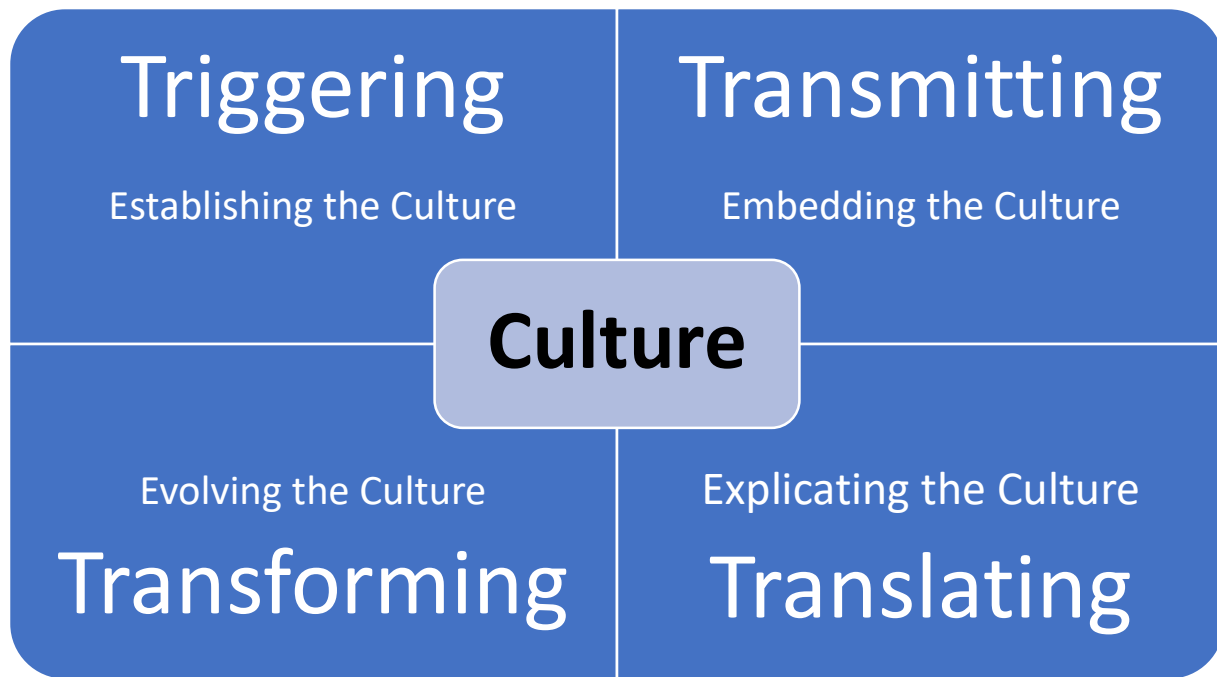 Triggering
Establishing the Culture
Transmitting
Embedding the Culture
Culture
Evolving the Culture
Transforming
Explicating the Culture
Translating